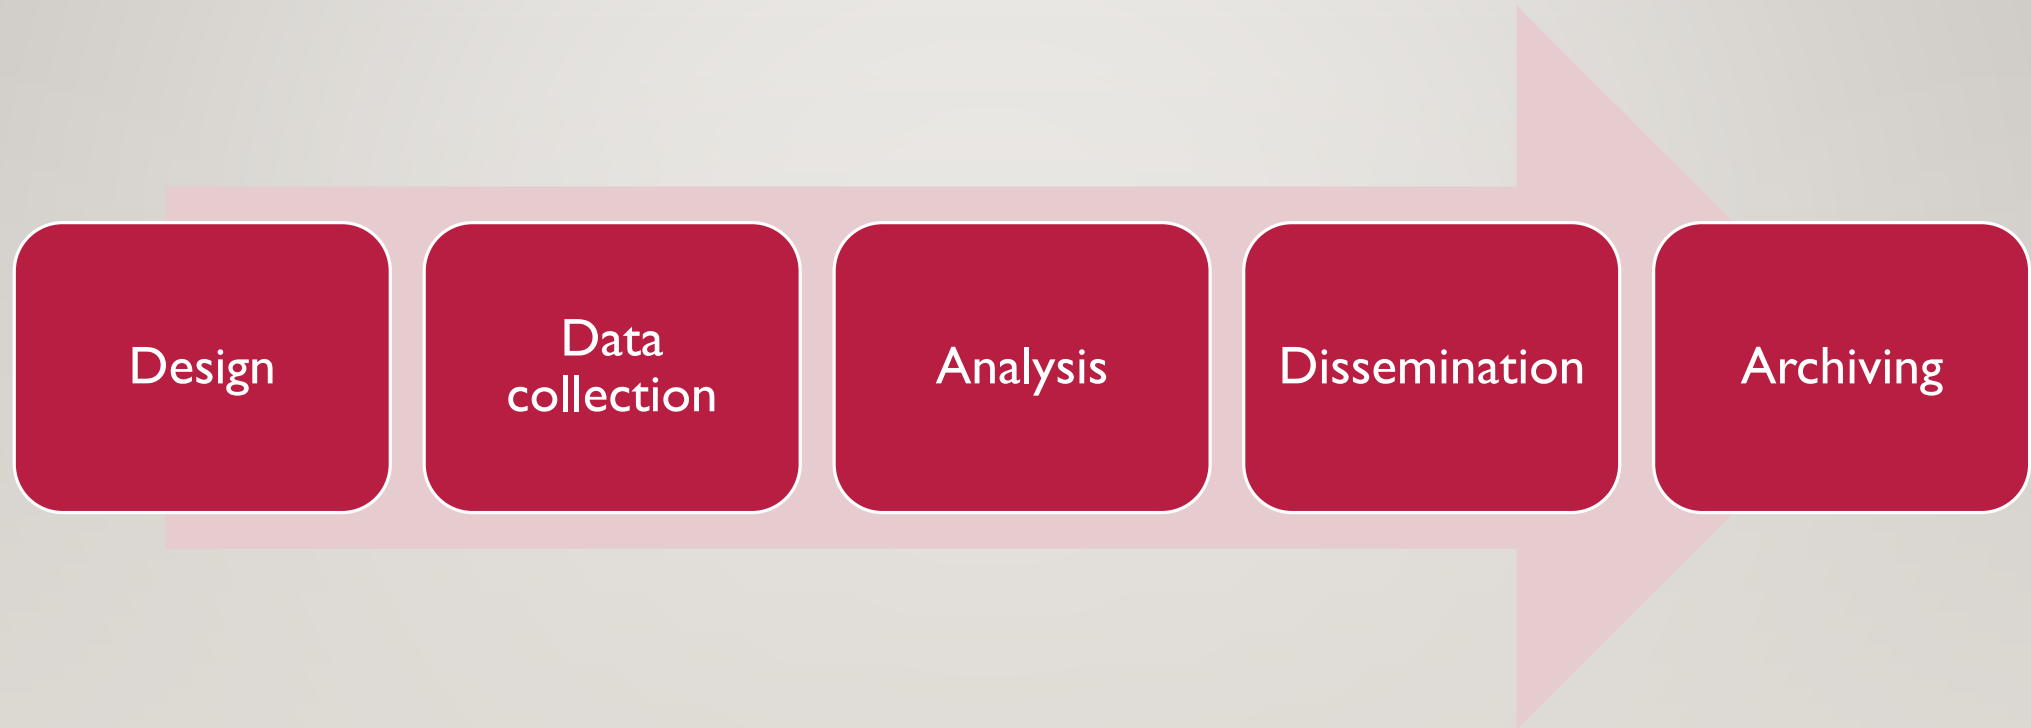 Design
Data
collection
Analysis
Dissemination
Archiving